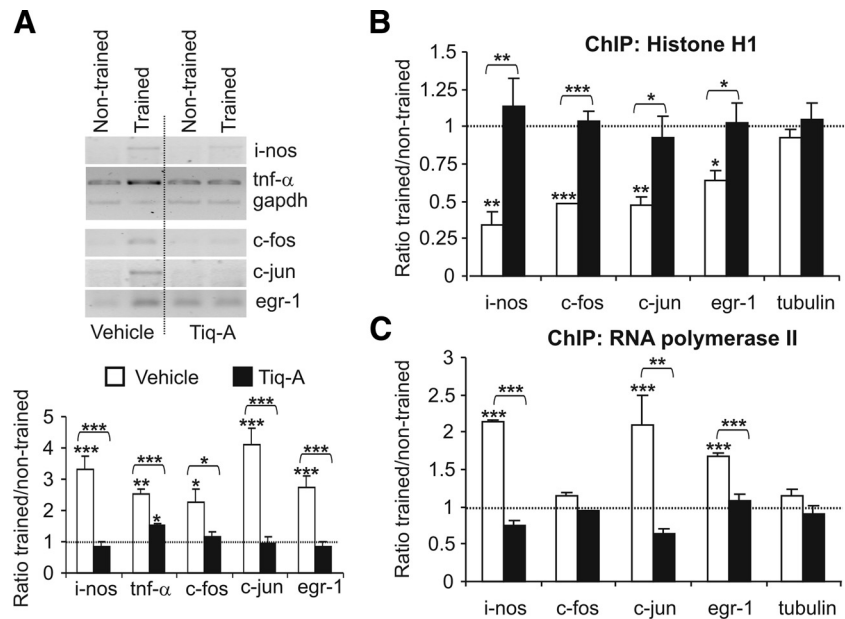 A
Non-trained
Trained
Non-trained
Trained
i-nos
tnf-α
gapdh
c-fos
c-jun
egr-1
Vehicle Tiq-A
Vehicle Tiq-A
Ratio trained/non-trained
5
4
3
2
1
0
***
***
***
**
*
*
*
***
***
***
***
i-nos tnf-α c-fos c-jun egr-1
B
ChIP: Histone H1
Ratio trained/non-trained
1.5
1.25
1
0.75
0.5
0.25
0
**
**
***
***
*
**
*
*
i-nos c-fos c-jun egr-1 tubulin
C
ChIP: RNA polymerase II
Ratio trained/non-trained
3
2.5
2
1.5
1
0.5
0
***
***
**
***
***
***
i-nos c-fos c-jun egr-1 tubulin